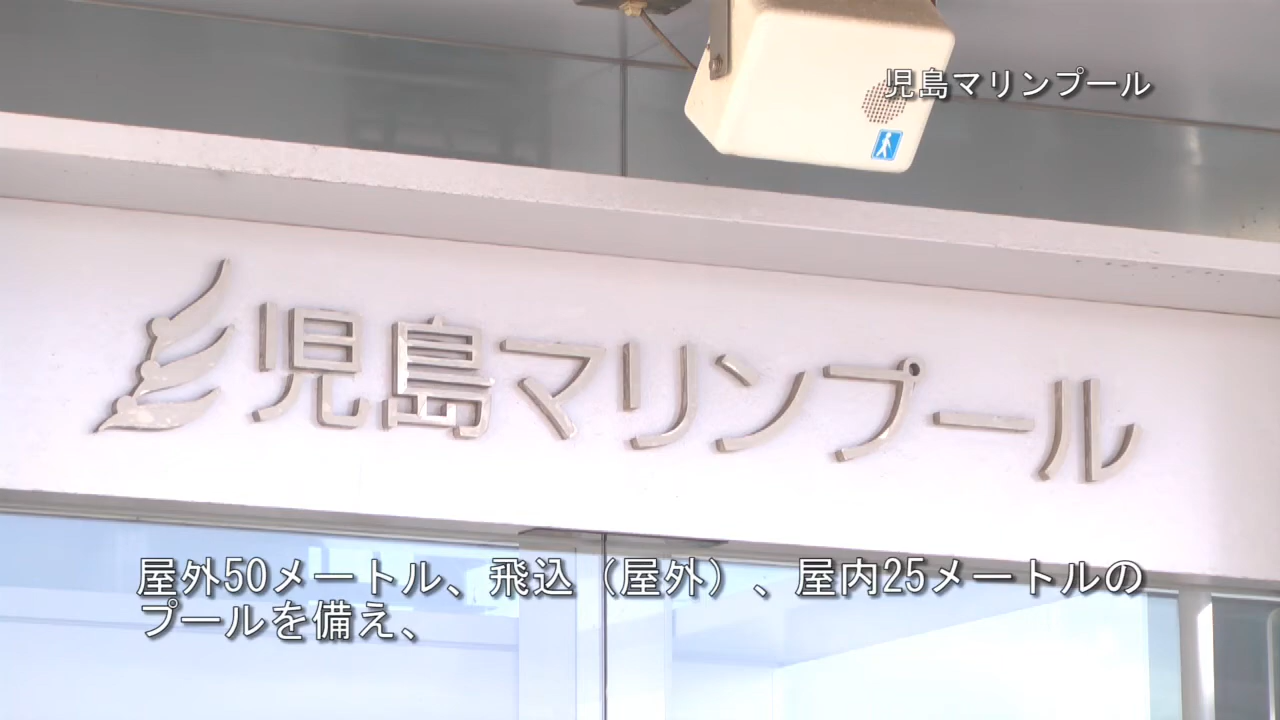 児島マリンプール
児島マリンプール
屋外50メートル、飛込（屋外）、屋内25メートルの
プールを備え、